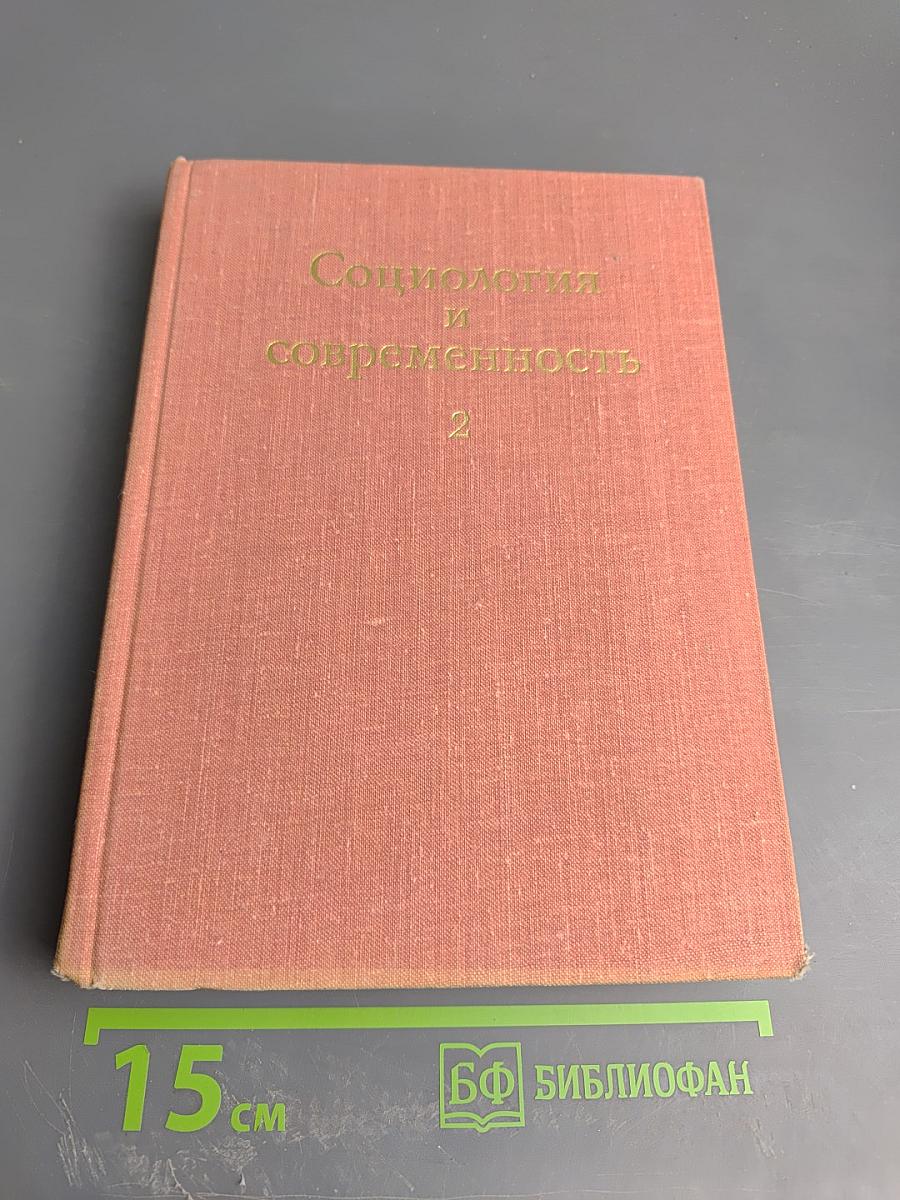 Социология
и
современность
2
15 см
БФ БИБЛИОФАН